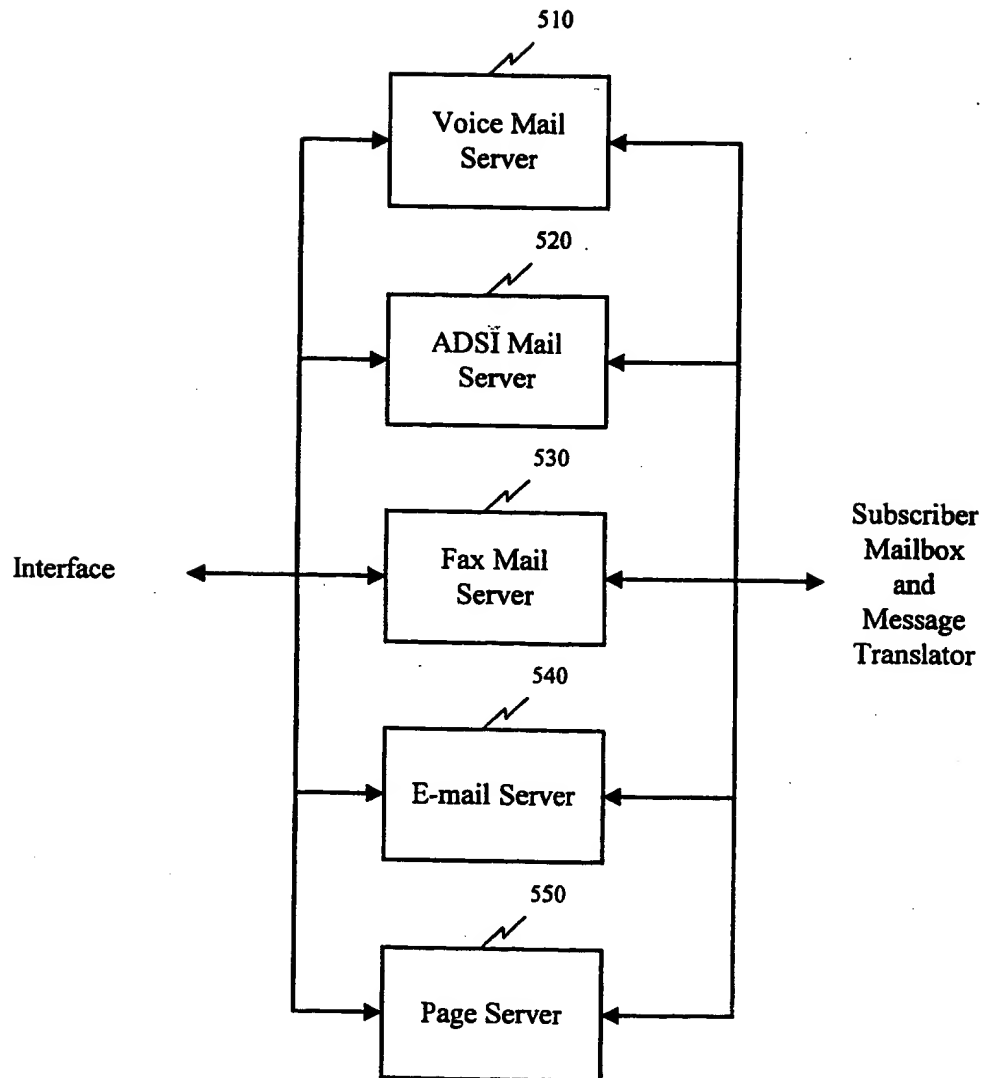 510
Voice Mail
Server
520
ADSI Mail
Server
530
Fax Mail
Server
Interface
Subscriber
Mailbox
and
Message
Translator
540
E-mail Server
550
Page Server